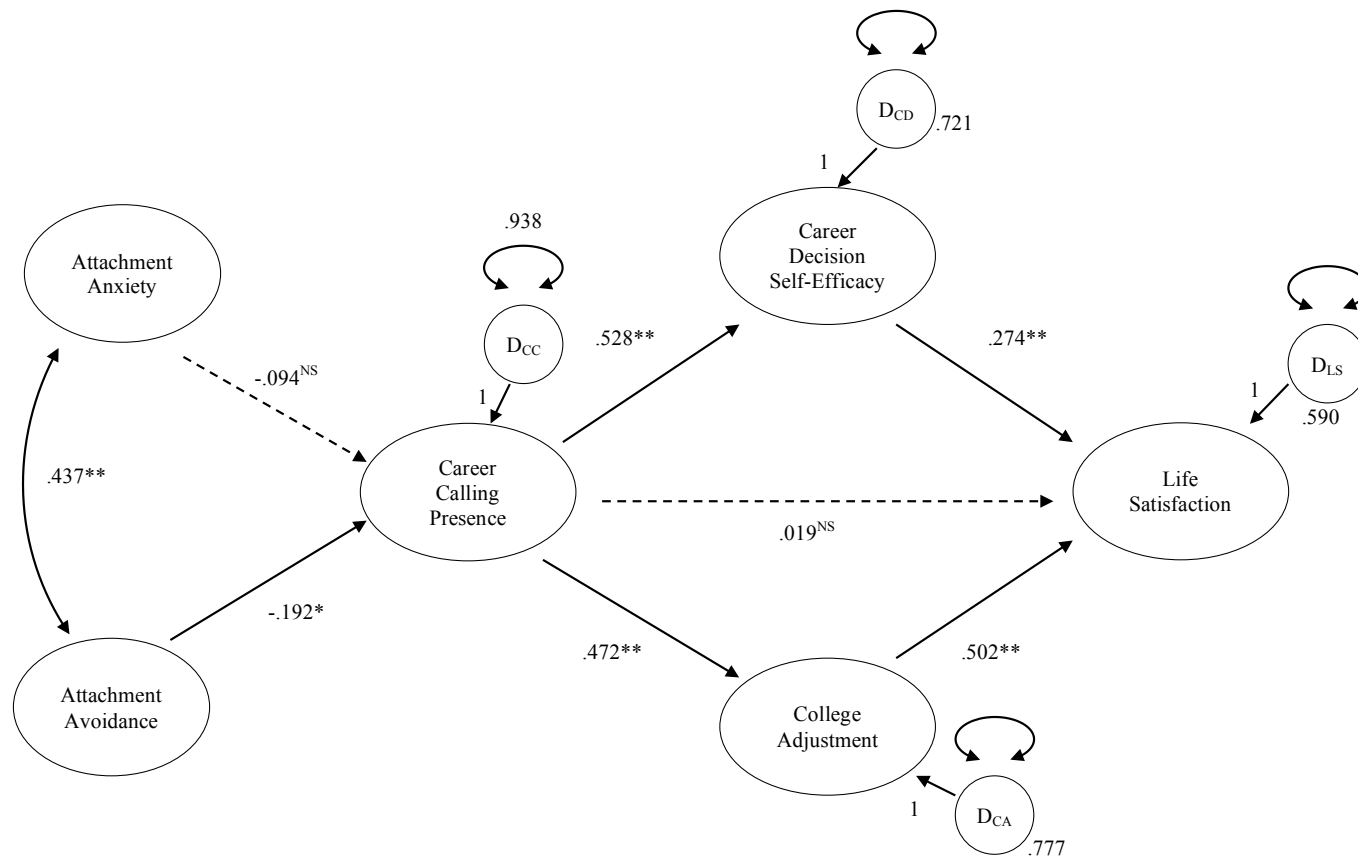 D_CD
.721
1
Career
Decision
Self-Efficacy
.938
Attachment
Anxiety
D_CC
.528**
.274**
D_LS
-.094^NS
1
1
.590
Career
Calling
Presence
Life
Satisfaction
.437**
.019^NS
-.192*
.472**
.502**
Attachment
Avoidance
College
Adjustment
1
D_CA
.777